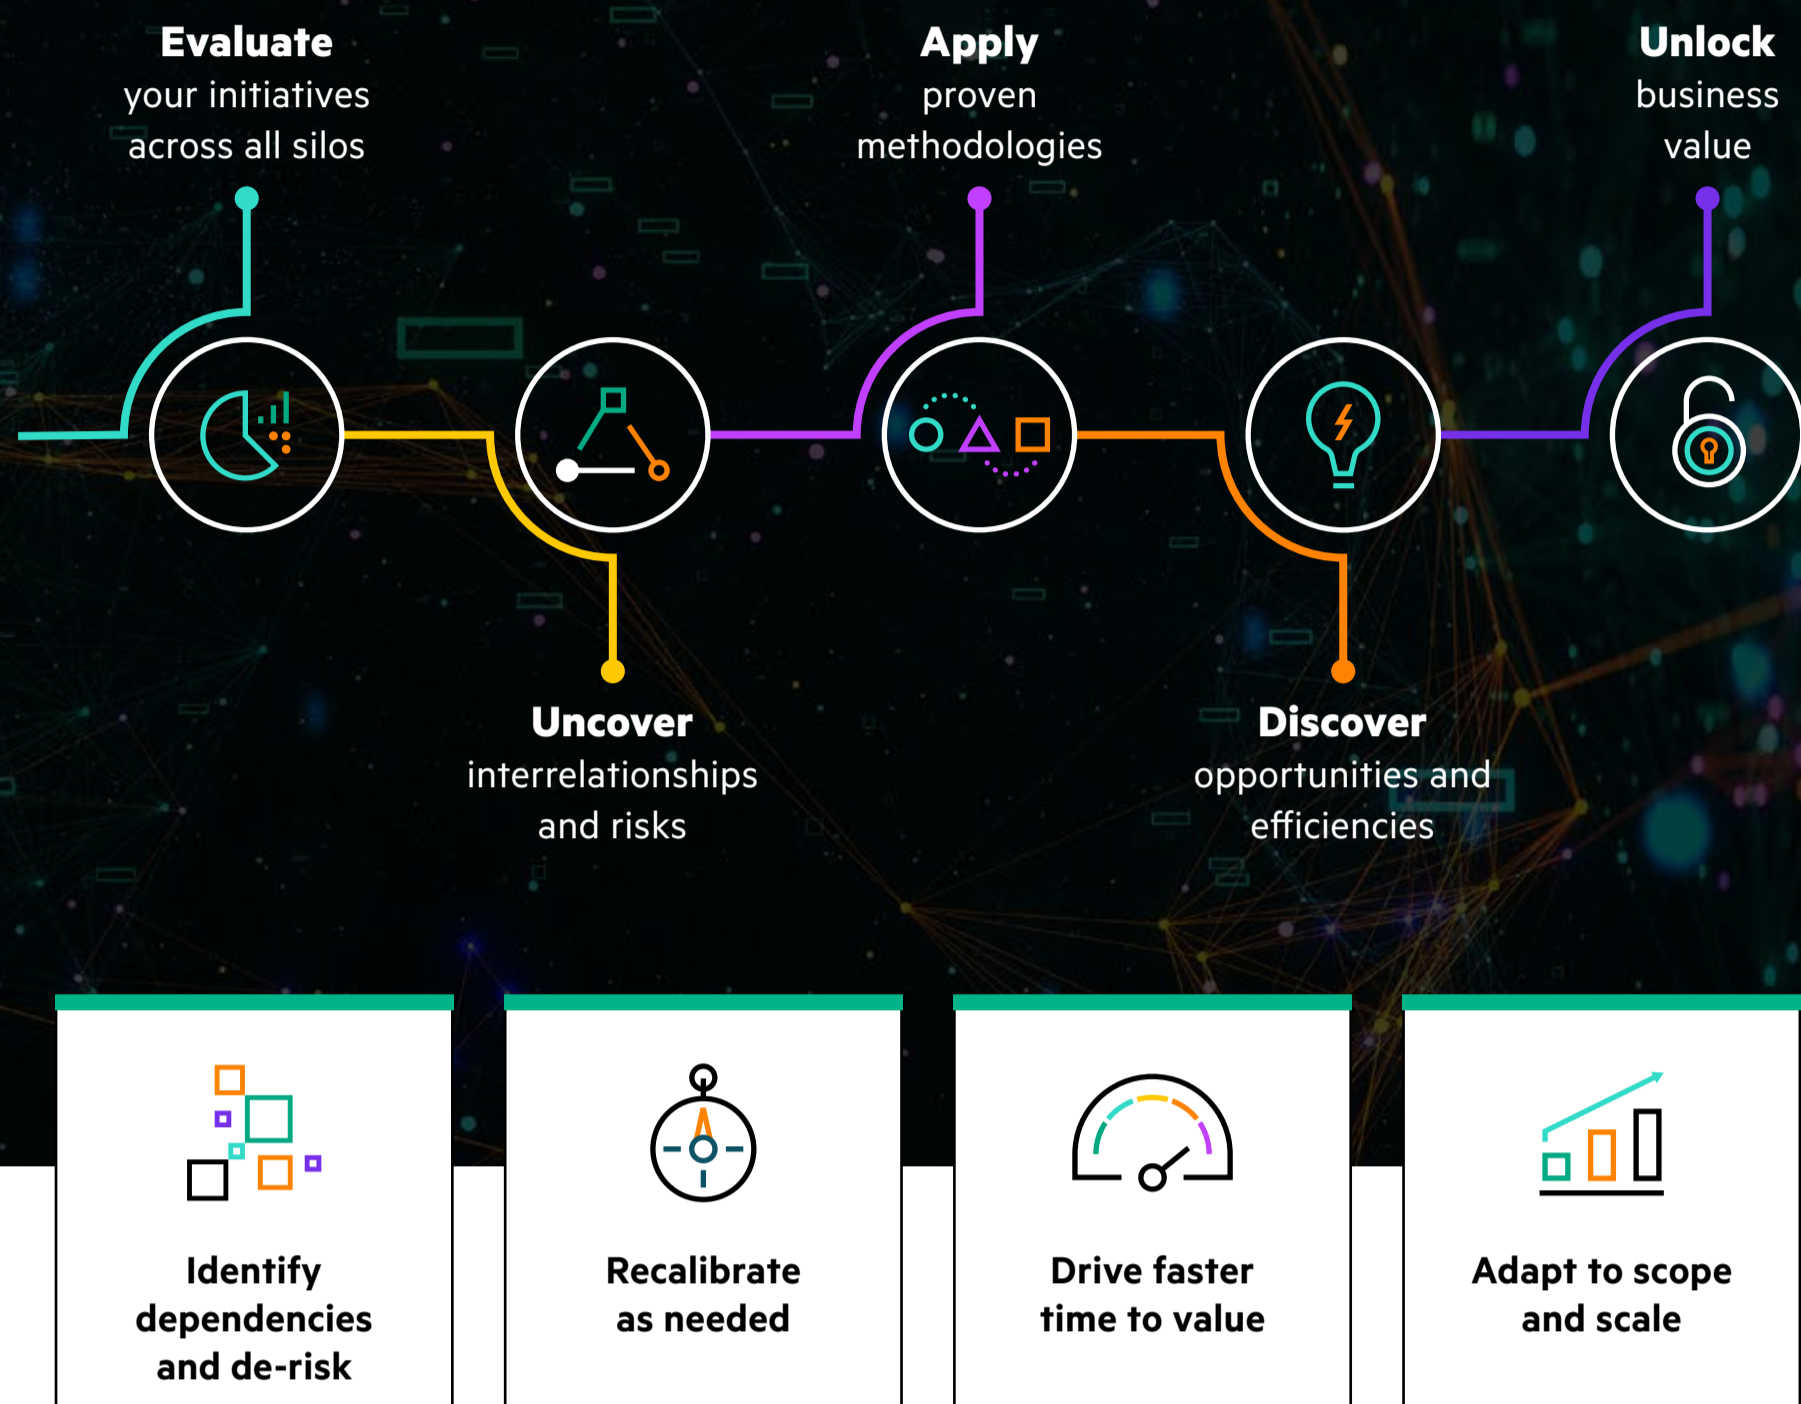 Evaluate
your initiatives
across all silos
Uncover
interrelationships
and risks
Apply
proven
methodologies
Discover
opportunities and
efficiencies
Unlock
business
value
Identify
dependencies
and de-risk
Recalibrate
as needed
Drive faster
time to value
Adapt to scope
and scale